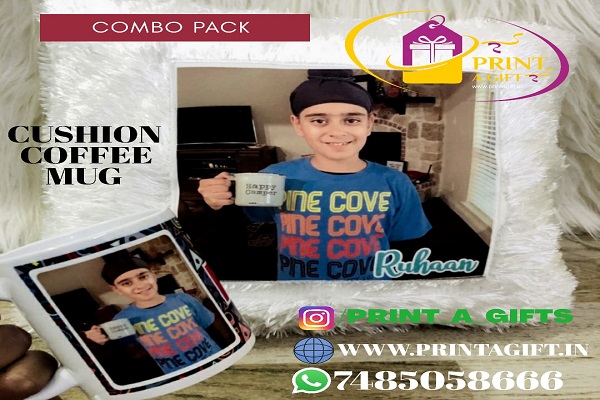 COMBO PACK
PRINT
A GIFT
CUSHION
COFFEE
MUG
Happy
Camper
PINE COVE
PINE COVE
PINE COVE
PINE COVE
Ruhaan
PINE COVE
PINE COVE
PINE COVE
PRINT A GIFTS
WWW.PRINTAGIFT.IN
7485058666